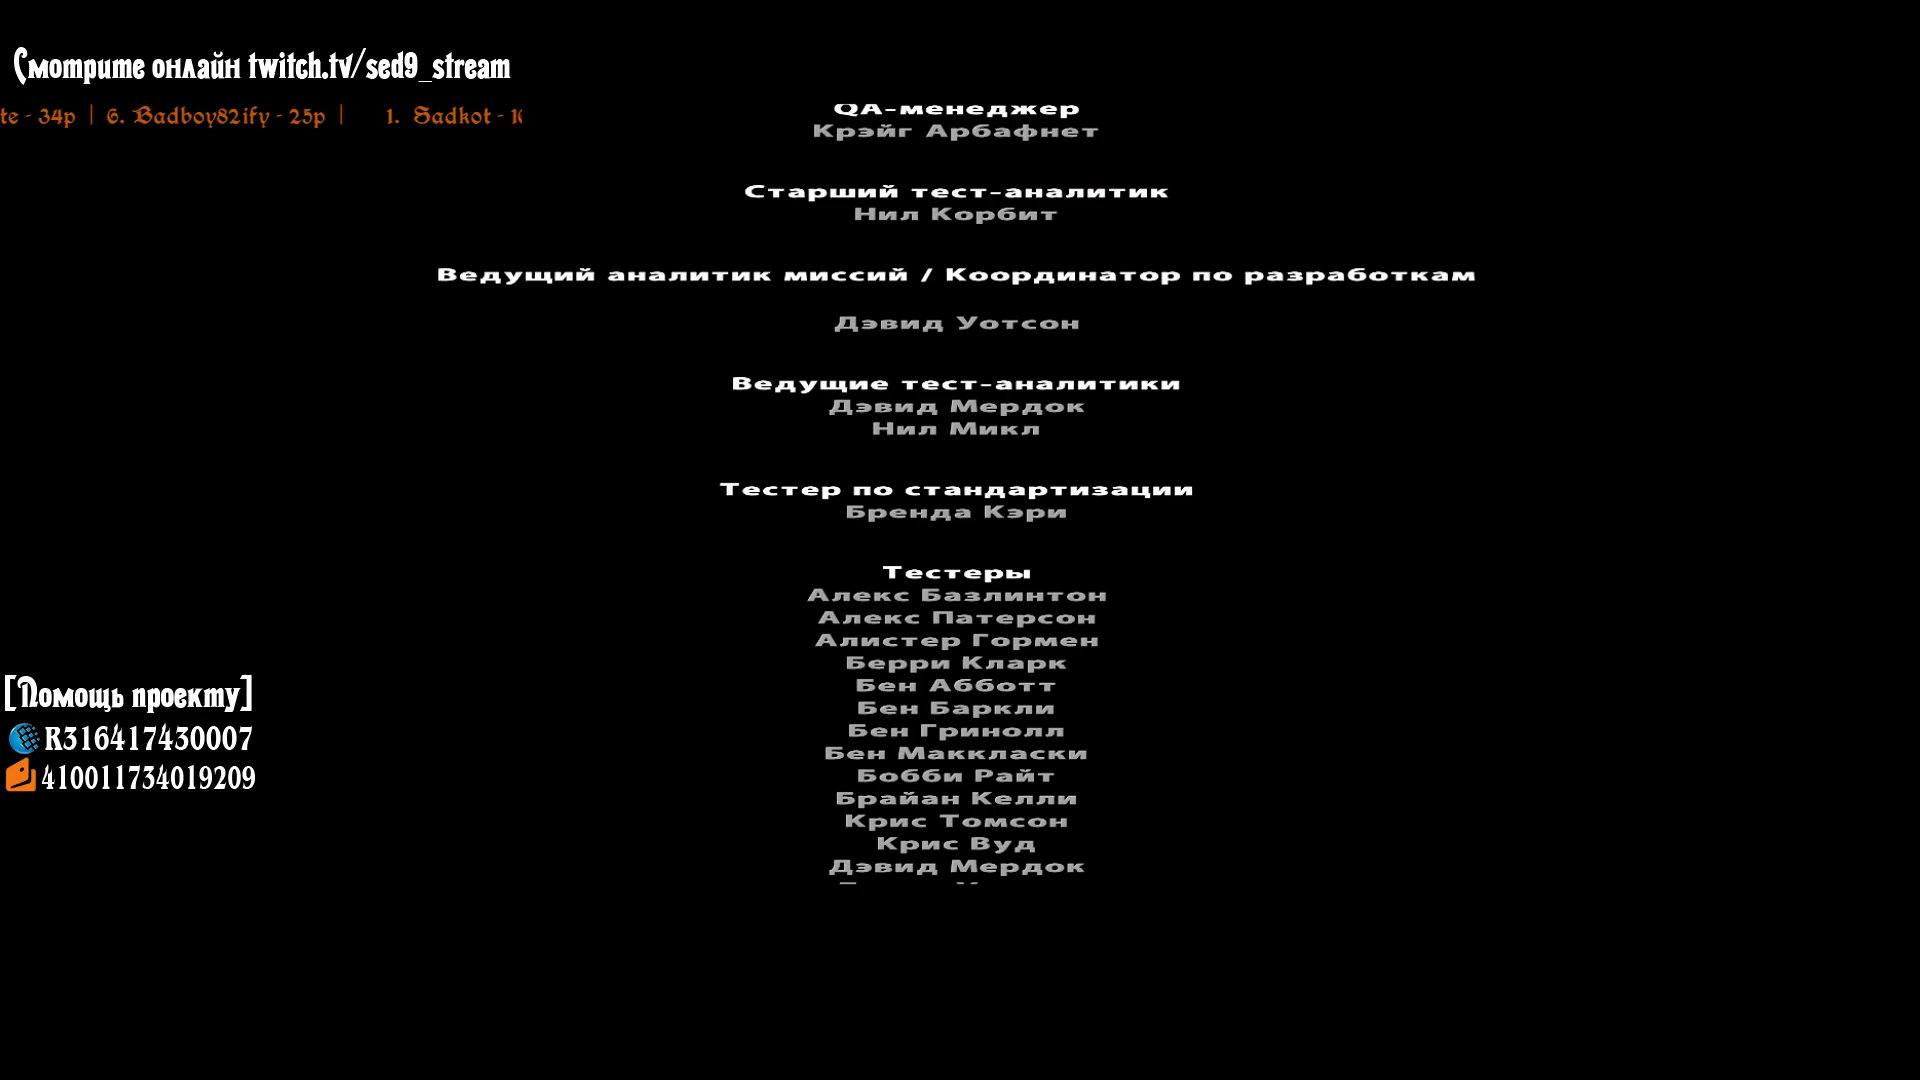 Смотрите онлайн twitch.tv/sed9_stream
te - 34p | 6. Badboy82ify - 25p | 1. Sadkot - 1
QA-менеджер
Крэйг Арбафнет
Старший тест-аналитик
Нил Корбит
Ведущий аналитик миссий / Координатор по разработкам
Дэвид Уотсон
Ведущие тест-аналитики
Дэвид Мердок
Нил Микл
Тестер по стандартизации
Бренда Кэри
Тестеры
Алекс Базлинтон
Алекс Патерсон
Алистер Гормен
Берри Кларк
Бен Абботт
Бен Баркли
Бен Гринолл
Бен Маккласки
Бобби Райт
Брайан Келли
Крис Томсон
Крис Вуд
Дэвид Мердок
[Помощь проекту]
R316417430007
410011734019209